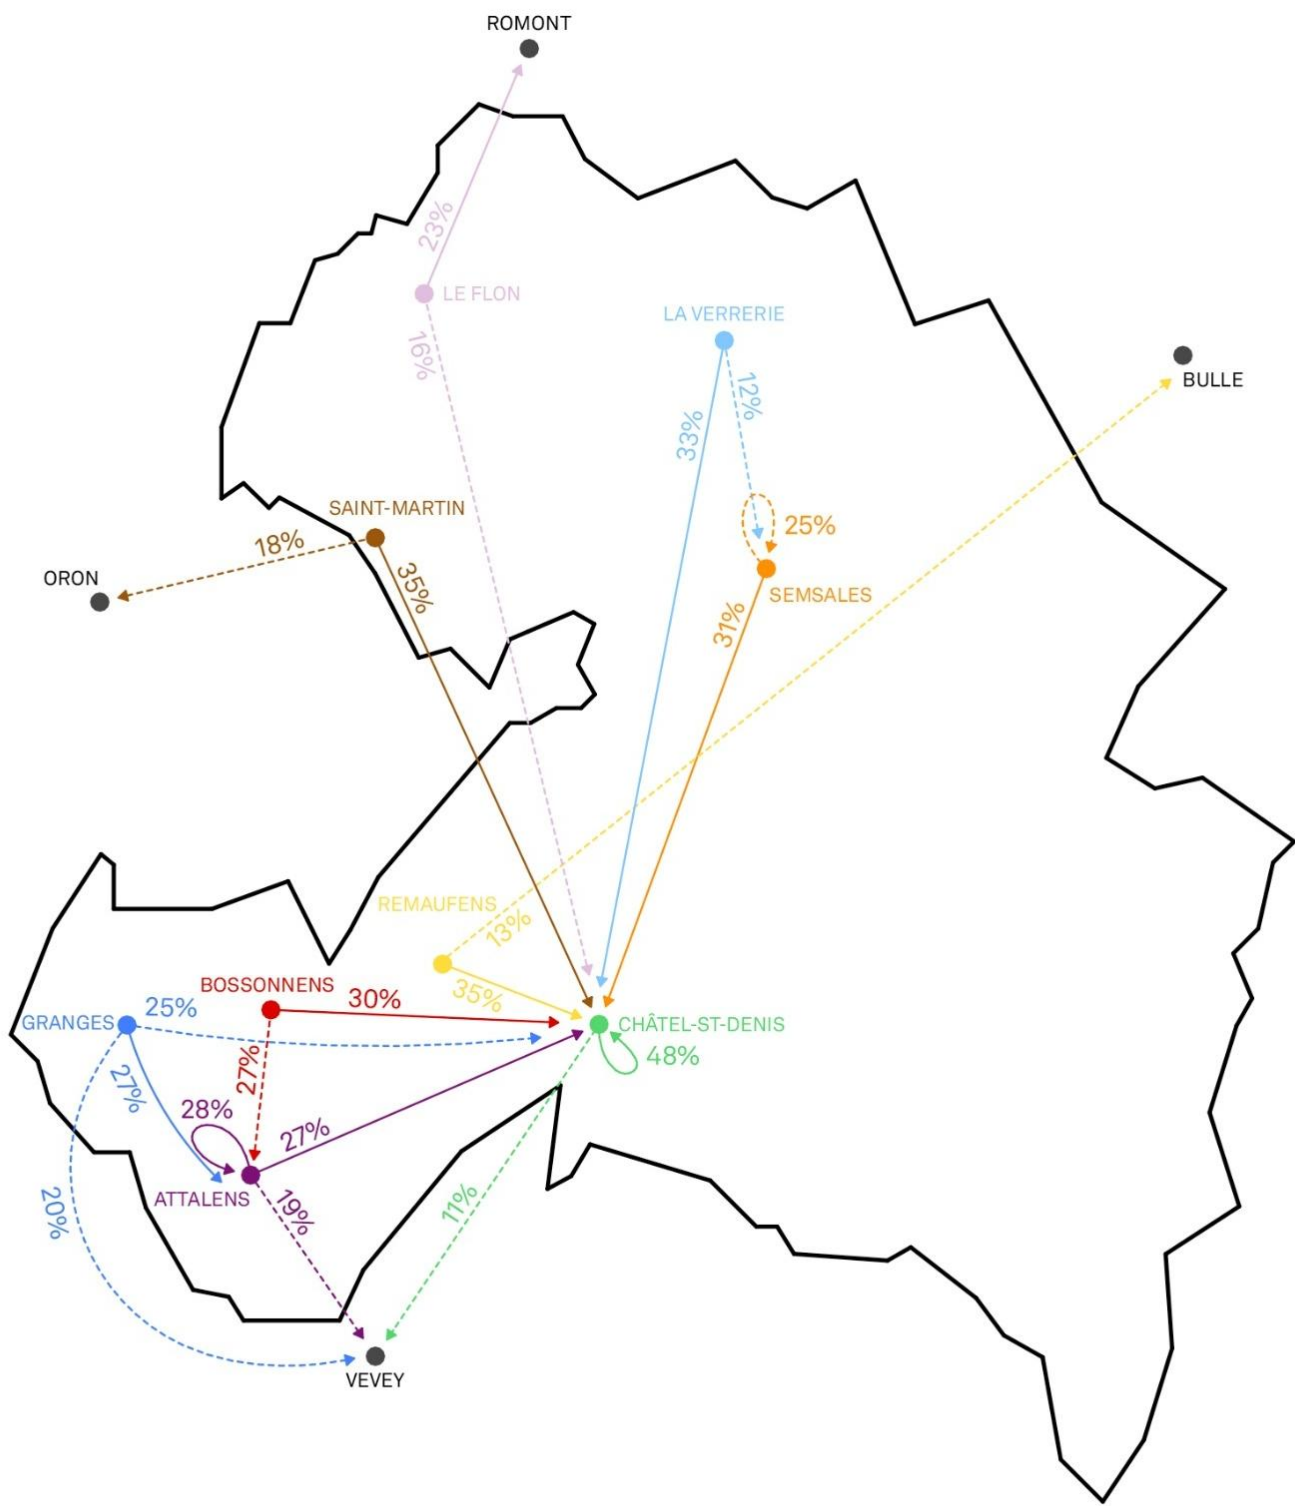 ROMONT
23%
LE FLON
16%
LA VERRERIE
12%
33%
BULLE
SAINT-MARTIN
18%
35%
ORON
25%
SEMSALES
31%
REMAUFENS
13%
35%
BOSSONNENS
30%
GRANGES
25%
CHÂTEL-ST-DENIS
48%
27%
27%
28%
27%
ATTALENS
19%
20%
11%
VEVEY